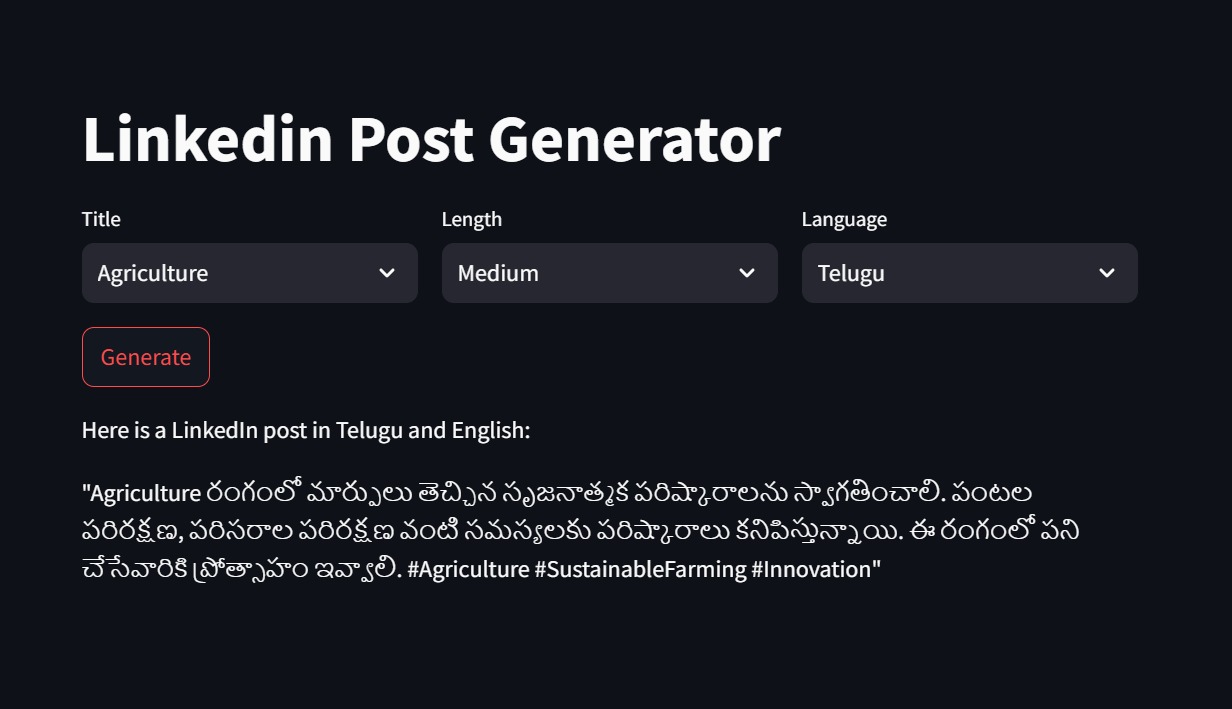 Linkedin Post Generator
Title
Length
Language
Agriculture
Medium
Telugu
Generate
Here is a LinkedIn post in Telugu and English:
"Agriculture రంగంలో మార్పులు తెచ్చిన సృజనాత్మక పరిష్కారాలను స్వాగతించాలి. పంటల
పరిరక్షణ, పరిసరాల పరిరక్షణ వంటి సమస్యలకు పరిష్కారాలు కనిపిస్తున్నాయి. ఈ రంగంలో పని
చేసేవారికి ప్రోత్సాహం ఇవ్వాలి. #Agriculture #SustainableFarming #Innovation"